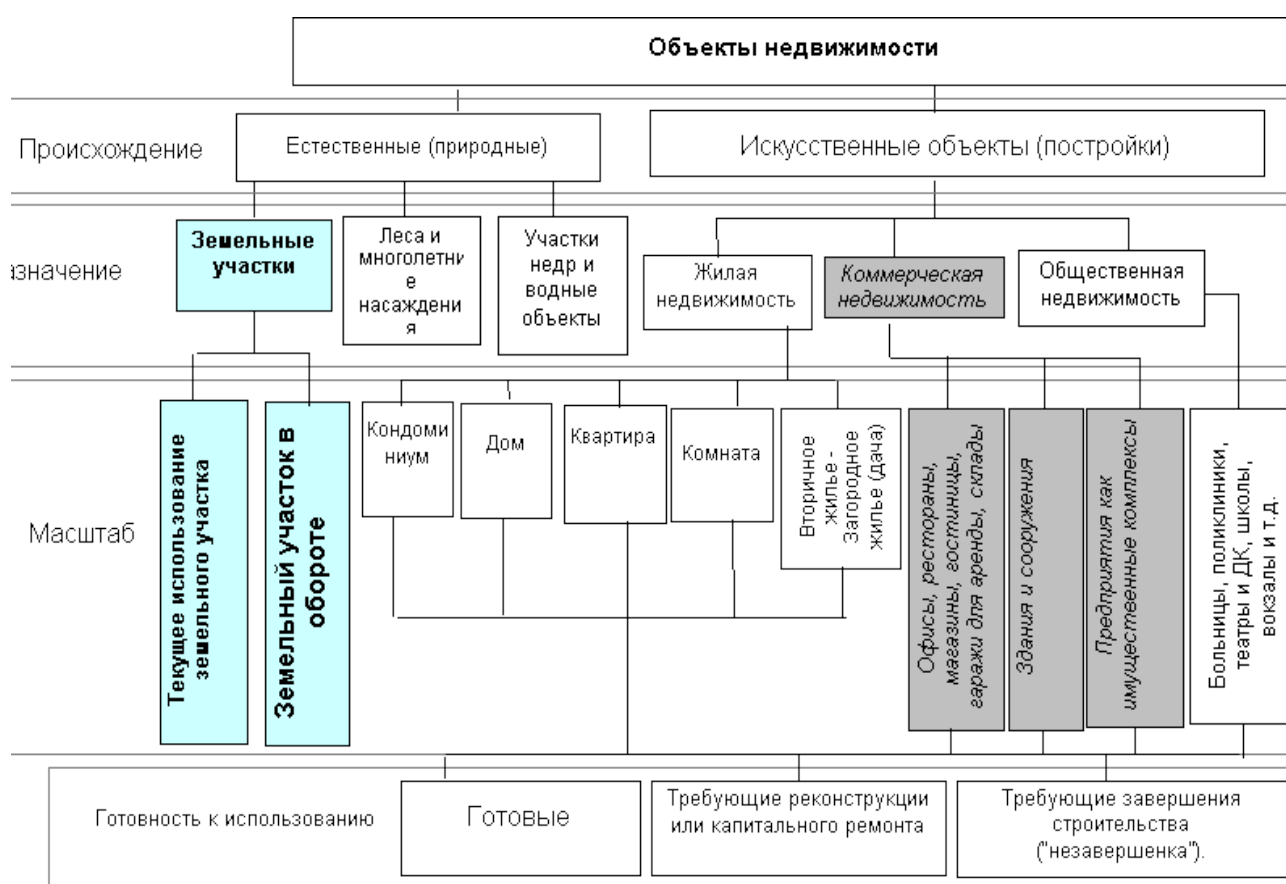 Объекты недвижимости
Происхождение
Естественные (природные)
Искусственные объекты (постройки)
азначение
Земельные
участки
Леса и
многолетни
е
насаждени
я
Участки
недр и
водные
объекты
Жилая
недвижимость
Коммерческая
недвижимость
Общественная
недвижимость
Масштаб
Текущее использование
земельного участка
Земельный участок в
обороте
Кондоми
ниум
Дом
Квартира
Комната
Вторичное
жилье -
Загородное
жилье (дача)
Офисы, рестораны,
магазины, гостиницы,
гаражи для аренды, склады
Здания и сооружения
Предприятия как
имущественные комплексы
Больницы, поликлиники,
театры и ДК, школы,
вокзалы и т.д.
Готовность к использованию
Готовые
Требующие реконструкции
или капитального ремонта
Требующие завершения
строительства
("незавершенка").